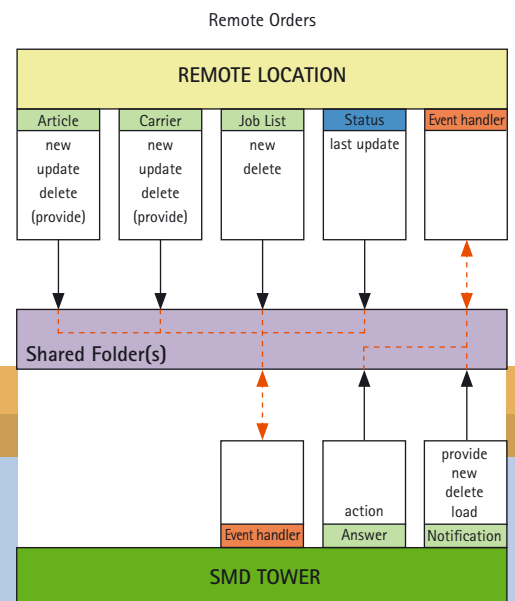 Remote Orders
REMOTE LOCATION
Article
new
update
delete
(provide)
Carrier
new
update
delete
(provide)
Job List
new
delete
Status
last update
Event handler
Shared Folder(s)
Event handler
action
Answer
provide
new
delete
load
Notification
SMD TOWER